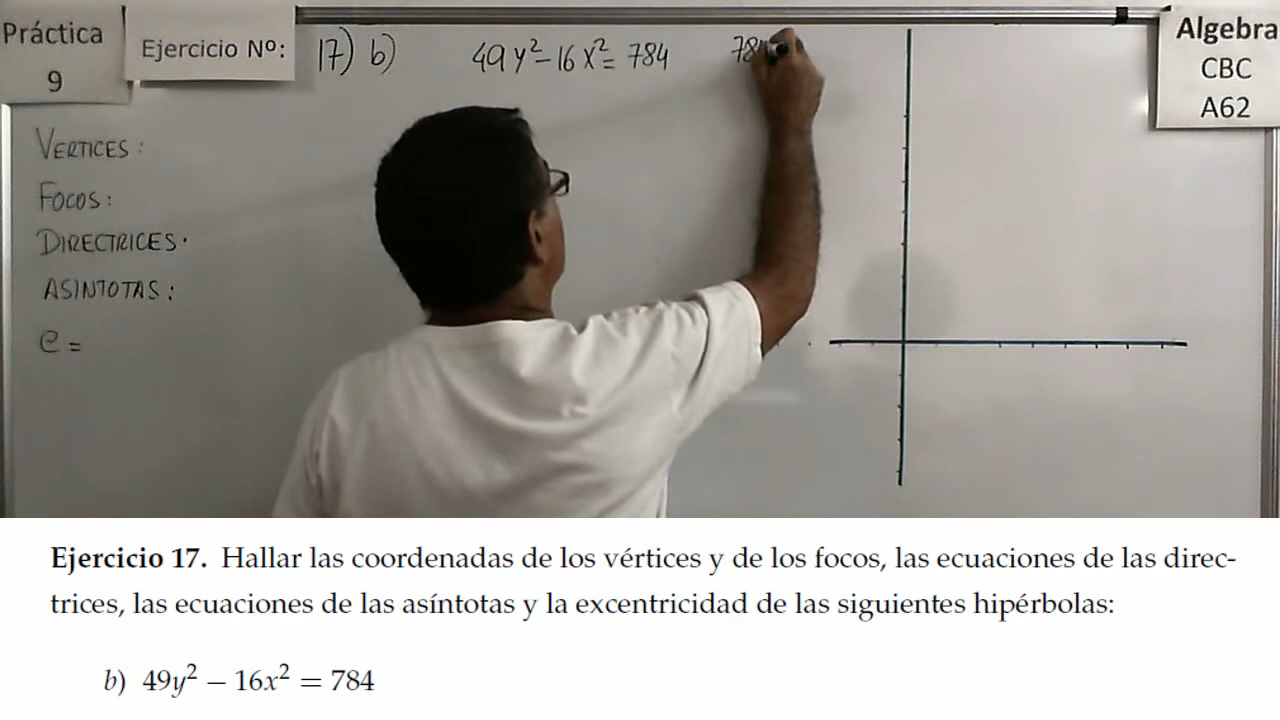 Práctica
9
Ejercicio Nº:
17) b)
49y² - 16x² = 784
Algebra
CBC
A62
VERTICES:
FOCOS:
DIRECTRICES.
ASINTOTAS:
e =
Ejercicio 17. Hallar las coordenadas de los vértices y de los focos, las ecuaciones de las direc-
trices, las ecuaciones de las asíntotas y la excentricidad de las siguientes hipérbolas:
b) 49y² − 16x² = 784